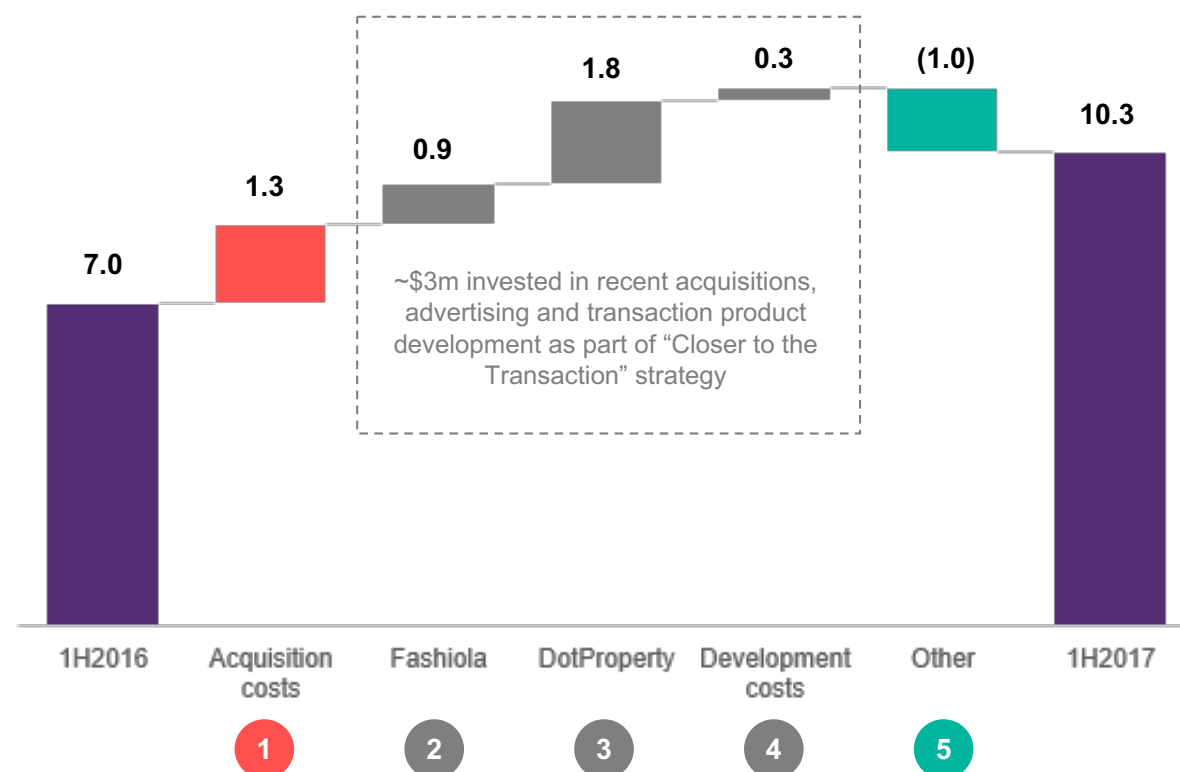 7.0
1.3
0.9
1.8
0.3
(1.0)
10.3
~$3m invested in recent acquisitions,
advertising and transaction product
development as part of “Closer to the
Transaction” strategy
1H2016
Acquisition
costs
Fashiola
DotProperty
Development
costs
Other
1H2017
1
2
3
4
5